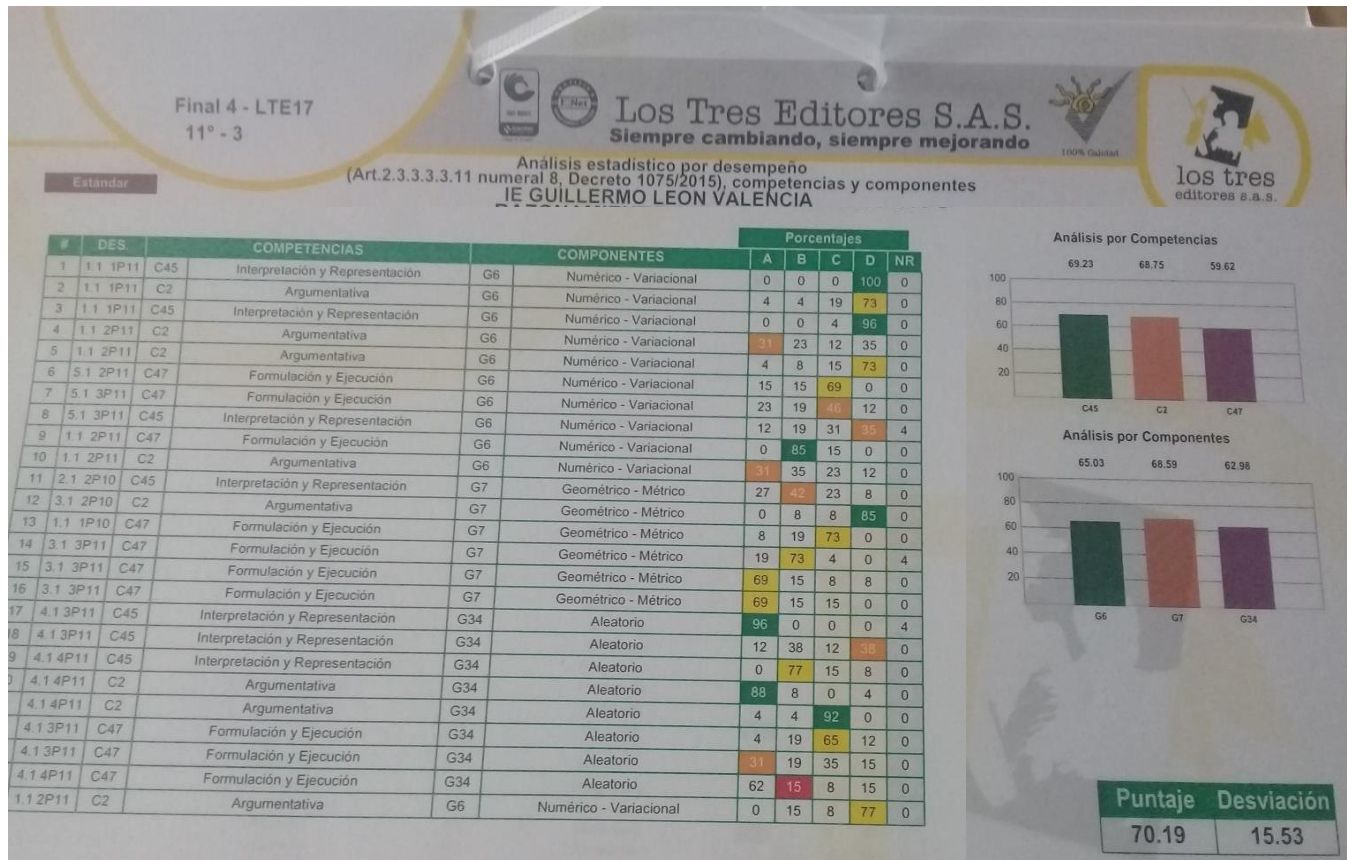 Final 4 - LTE17
11° - 3
Estándar
Los Tres Editores S.A.S.
Siempre cambiando, siempre mejorando
100% Calidad
los tres
editores s.a.s.
Análisis estadístico por desempeño
(Art.2.3.3.3.3.11 numeral 8, Decreto 1075/2015), competencias y componentes
IE GUILLERMO LEON VALENCIA
Porcentajes
# DES. COMPETENCIAS COMPONENTES A B C D NR
1 1.1 1P11 C45 Interpretación y Representación G6 Numérico - Variacional 0 0 0 100 0
2 1.1 1P11 C2 Argumentativa G6 Numérico - Variacional 4 4 19 73 0
3 1.1 1P11 C45 Interpretación y Representación G6 Numérico - Variacional 0 0 4 96 0
4 1.1 2P11 C2 Argumentativa G6 Numérico - Variacional 31 23 12 35 0
5 1.1 2P11 C2 Argumentativa G6 Numérico - Variacional 4 8 15 73 0
6 5.1 2P11 C47 Formulación y Ejecución G6 Numérico - Variacional 15 15 69 0 0
7 5.1 3P11 C47 Formulación y Ejecución G6 Numérico - Variacional 23 19 46 12 0
8 5.1 3P11 C45 Interpretación y Representación G6 Numérico - Variacional 12 19 31 35 4
9 1.1 2P11 C47 Formulación y Ejecución G6 Numérico - Variacional 0 85 15 0 0
10 1.1 2P11 C2 Argumentativa G6 Numérico - Variacional 31 35 23 12 0
11 2.1 2P10 C45 Interpretación y Representación G7 Geométrico - Métrico 27 42 23 8 0
12 3.1 2P10 C2 Argumentativa G7 Geométrico - Métrico 0 8 8 85 0
13 1.1 1P10 C47 Formulación y Ejecución G7 Geométrico - Métrico 8 19 73 0 0
14 3.1 3P11 C47 Formulación y Ejecución G7 Geométrico - Métrico 19 73 4 0 4
15 3.1 3P11 C47 Formulación y Ejecución G7 Geométrico - Métrico 69 15 8 8 0
16 3.1 3P11 C47 Formulación y Ejecución G7 Geométrico - Métrico 69 15 15 0 0
17 4.1 3P11 C45 Interpretación y Representación G34 Aleatorio 96 0 0 0 4
8 4.1 3P11 C45 Interpretación y Representación G34 Aleatorio 12 38 12 38 0
9 4.1 4P11 C45 Interpretación y Representación G34 Aleatorio 0 77 15 8 0
4.1 4P11 C2 Argumentativa G34 Aleatorio 88 8 0 4 0
4.1 4P11 C2 Argumentativa G34 Aleatorio 4 4 92 0 0
4.1 3P11 C47 Formulación y Ejecución G34 Aleatorio 4 19 65 12 0
4.1 3P11 C47 Formulación y Ejecución G34 Aleatorio 31 19 35 15 0
4.1 4P11 C47 Formulación y Ejecución G34 Aleatorio 62 15 8 15 0
1.1 2P11 C2 Argumentativa G6 Numérico - Variacional 0 15 8 77 0
Análisis por Competencias
69.23 68.75 59.62
100
80
60
40
20
C45 C2 C47
Análisis por Componentes
65.03 68.59 62.98
100
80
60
40
20
G6 G7 G34
Puntaje Desviación
70.19 15.53